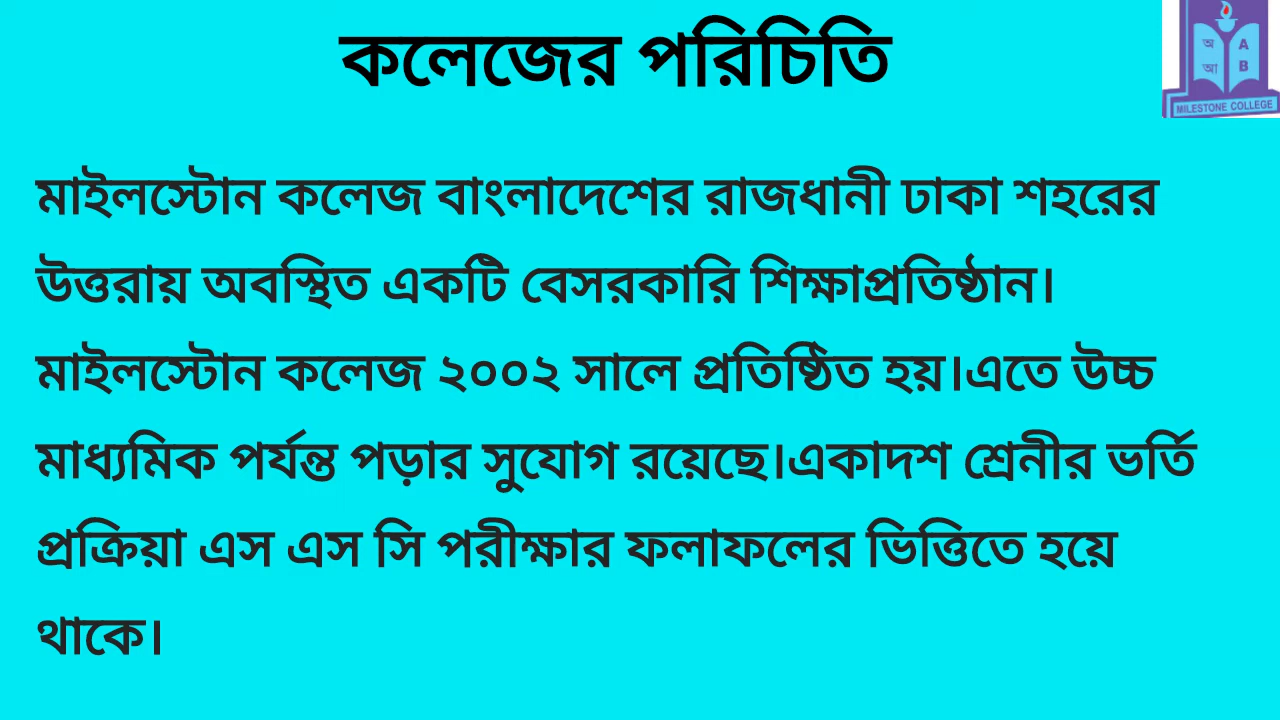 কলেজের পরিচিতি
অ A
আ B
MILESTONE COLLEGE
মাইলস্টোন কলেজ বাংলাদেশের রাজধানী ঢাকা শহরের
উত্তরায় অবস্থিত একটি বেসরকারি শিক্ষাপ্রতিষ্ঠান।
মাইলস্টোন কলেজ ২০০২ সালে প্রতিষ্ঠিত হয়।এতে উচ্চ
মাধ্যমিক পর্যন্ত পড়ার সুযোগ রয়েছে।একাদশ শ্রেনীর ভর্তি
প্রক্রিয়া এস এস সি পরীক্ষার ফলাফলের ভিত্তিতে হয়ে
থাকে।